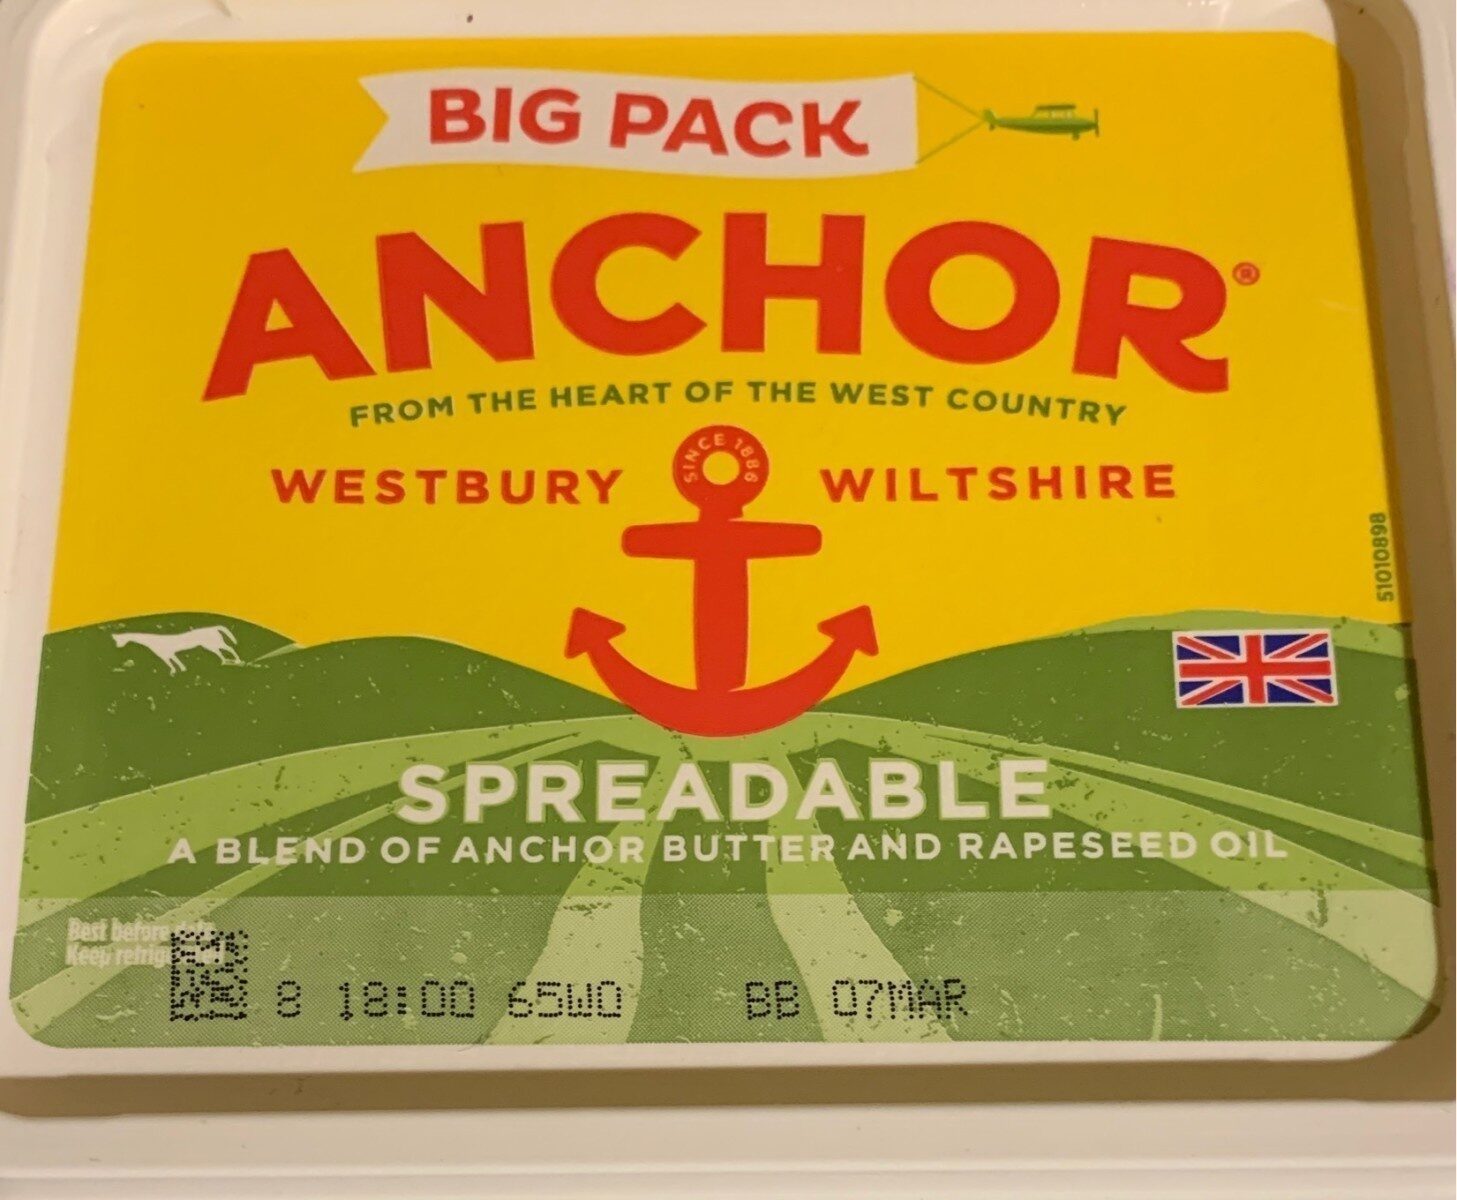 BIG PACK
ANCHOR®
FROM THE HEART OF THE WEST COUNTRY
SINCE 1886
WESTBURY WILTSHIRE
51010898
SPREADABLE
A BLEND OF ANCHOR BUTTER AND RAPESEED OIL
Best before
Keep
8 18:00 65WO BB 07MAR